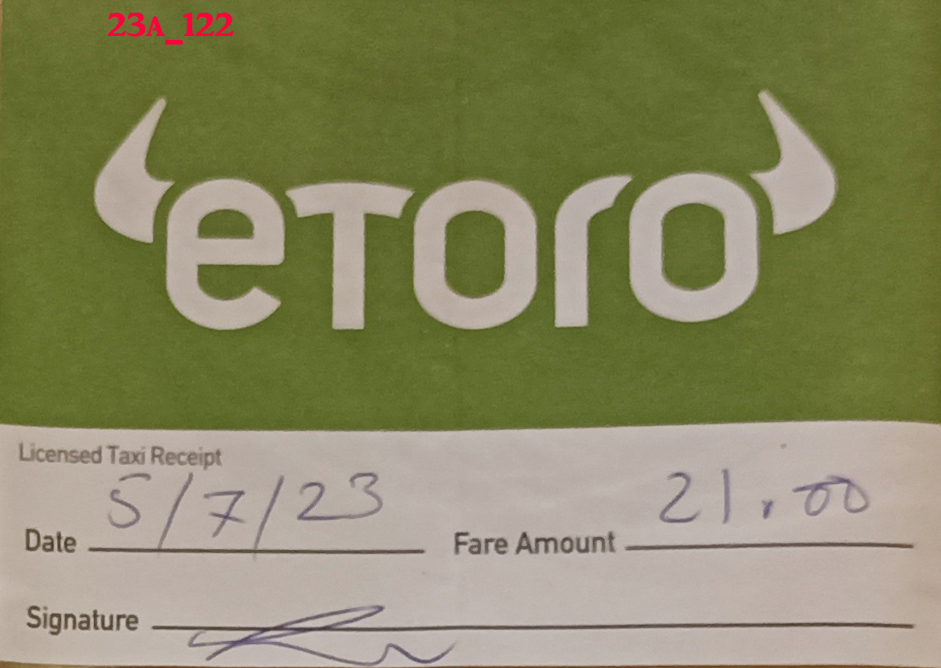 23A_122
eTORO
Licensed Taxi Receipt
Date 5/7/23 Fare Amount 21.00
Signature